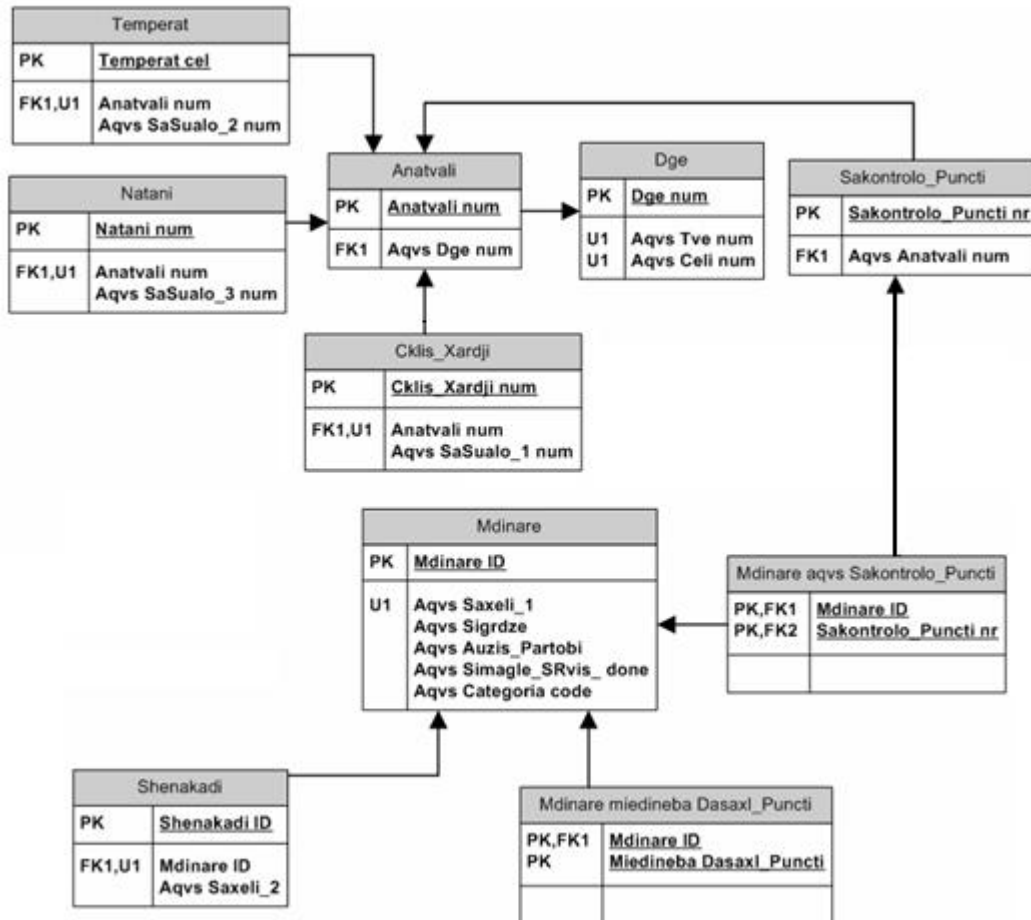 Temperat
PK Temperat cel
FK1,U1 Anatvali num
Aqvs SaSualo_2 num
Natani
PK Natani num
FK1,U1 Anatvali num
Aqvs SaSualo_3 num
Anatvali
PK Anatvali num
FK1 Aqvs Dge num
Dge
PK Dge num
U1 Aqvs Tve num
U1 Aqvs Celi num
Sakontrolo_Puncti
PK Sakontrolo_Puncti nr
FK1 Aqvs Anatvali num
Cklis_Xardji
PK Cklis_Xardji num
FK1,U1 Anatvali num
Aqvs SaSualo_1 num
Mdinare
PK Mdinare ID
U1 Aqvs Saxeli_1
Aqvs Sigrdze
Aqvs Auzis_Partobi
Aqvs Simagle_SRvis_ done
Aqvs Categoria code
Mdinare aqvs Sakontrolo_Puncti
PK,FK1 Mdinare ID
PK,FK2 Sakontrolo_Puncti nr
Shenakadi
PK Shenakadi ID
FK1,U1 Mdinare ID
Aqvs Saxeli_2
Mdinare miedineba Dasaxl_Puncti
PK,FK1 Mdinare ID
PK Miedineba Dasaxl_Puncti